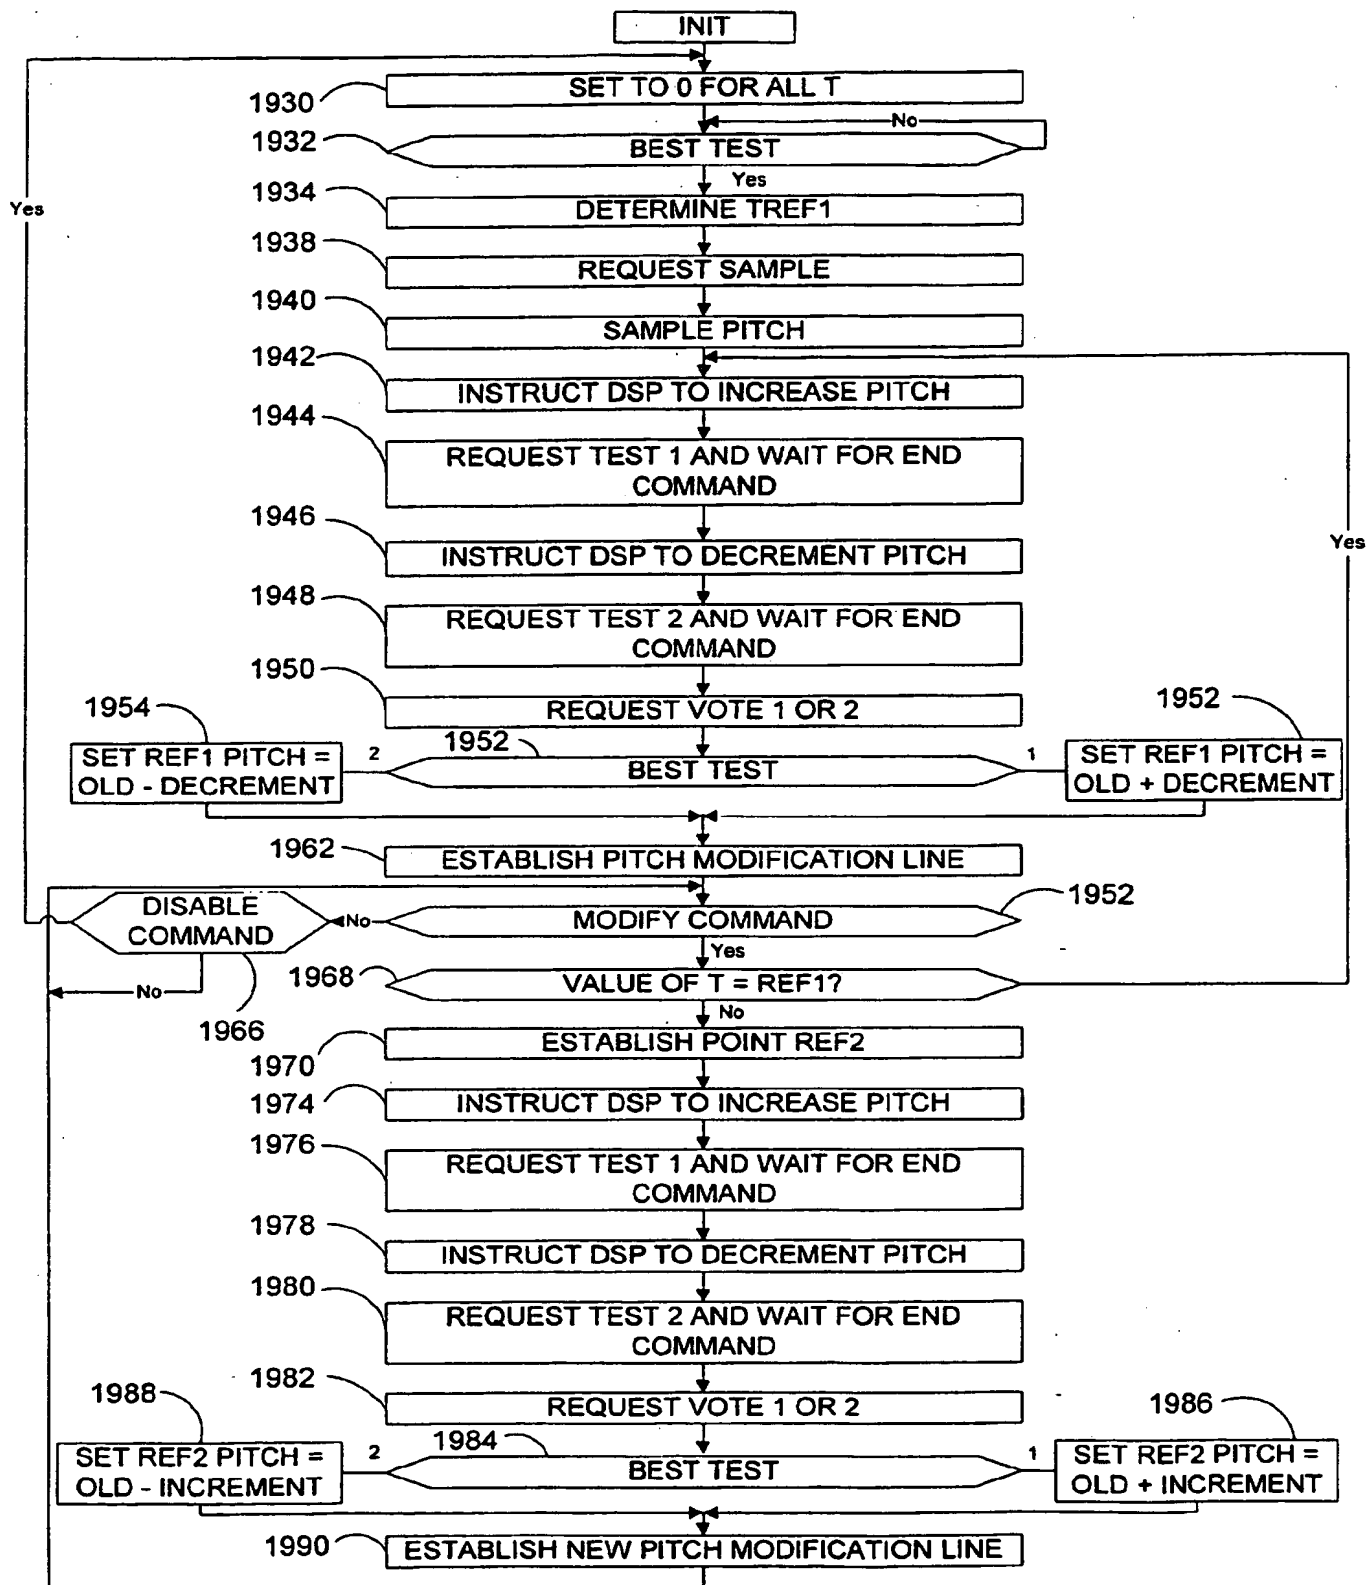 INIT
1930
SET TO 0 FOR ALL T
No
1932
BEST TEST
Yes
1934
DETERMINE TREF1
Yes
1938
REQUEST SAMPLE
1940
SAMPLE PITCH
1942
INSTRUCT DSP TO INCREASE PITCH
1944
REQUEST TEST 1 AND WAIT FOR END
COMMAND
1946
INSTRUCT DSP TO DECREMENT PITCH
Yes
1948
REQUEST TEST 2 AND WAIT FOR END
COMMAND
1950
REQUEST VOTE 1 OR 2
1954
1952
1952
SET REF1 PITCH =
OLD - DECREMENT
2
BEST TEST
1
SET REF1 PITCH =
OLD + DECREMENT
1962
ESTABLISH PITCH MODIFICATION LINE
1952
DISABLE
COMMAND
No
MODIFY COMMAND
Yes
1968
VALUE OF T = REF1?
No
No
1966
1970
ESTABLISH POINT REF2
1974
INSTRUCT DSP TO INCREASE PITCH
1976
REQUEST TEST 1 AND WAIT FOR END
COMMAND
1978
INSTRUCT DSP TO DECREMENT PITCH
1980
REQUEST TEST 2 AND WAIT FOR END
COMMAND
1982
REQUEST VOTE 1 OR 2
1988
1984
1986
SET REF2 PITCH =
OLD - INCREMENT
2
BEST TEST
1
SET REF2 PITCH =
OLD + INCREMENT
1990
ESTABLISH NEW PITCH MODIFICATION LINE